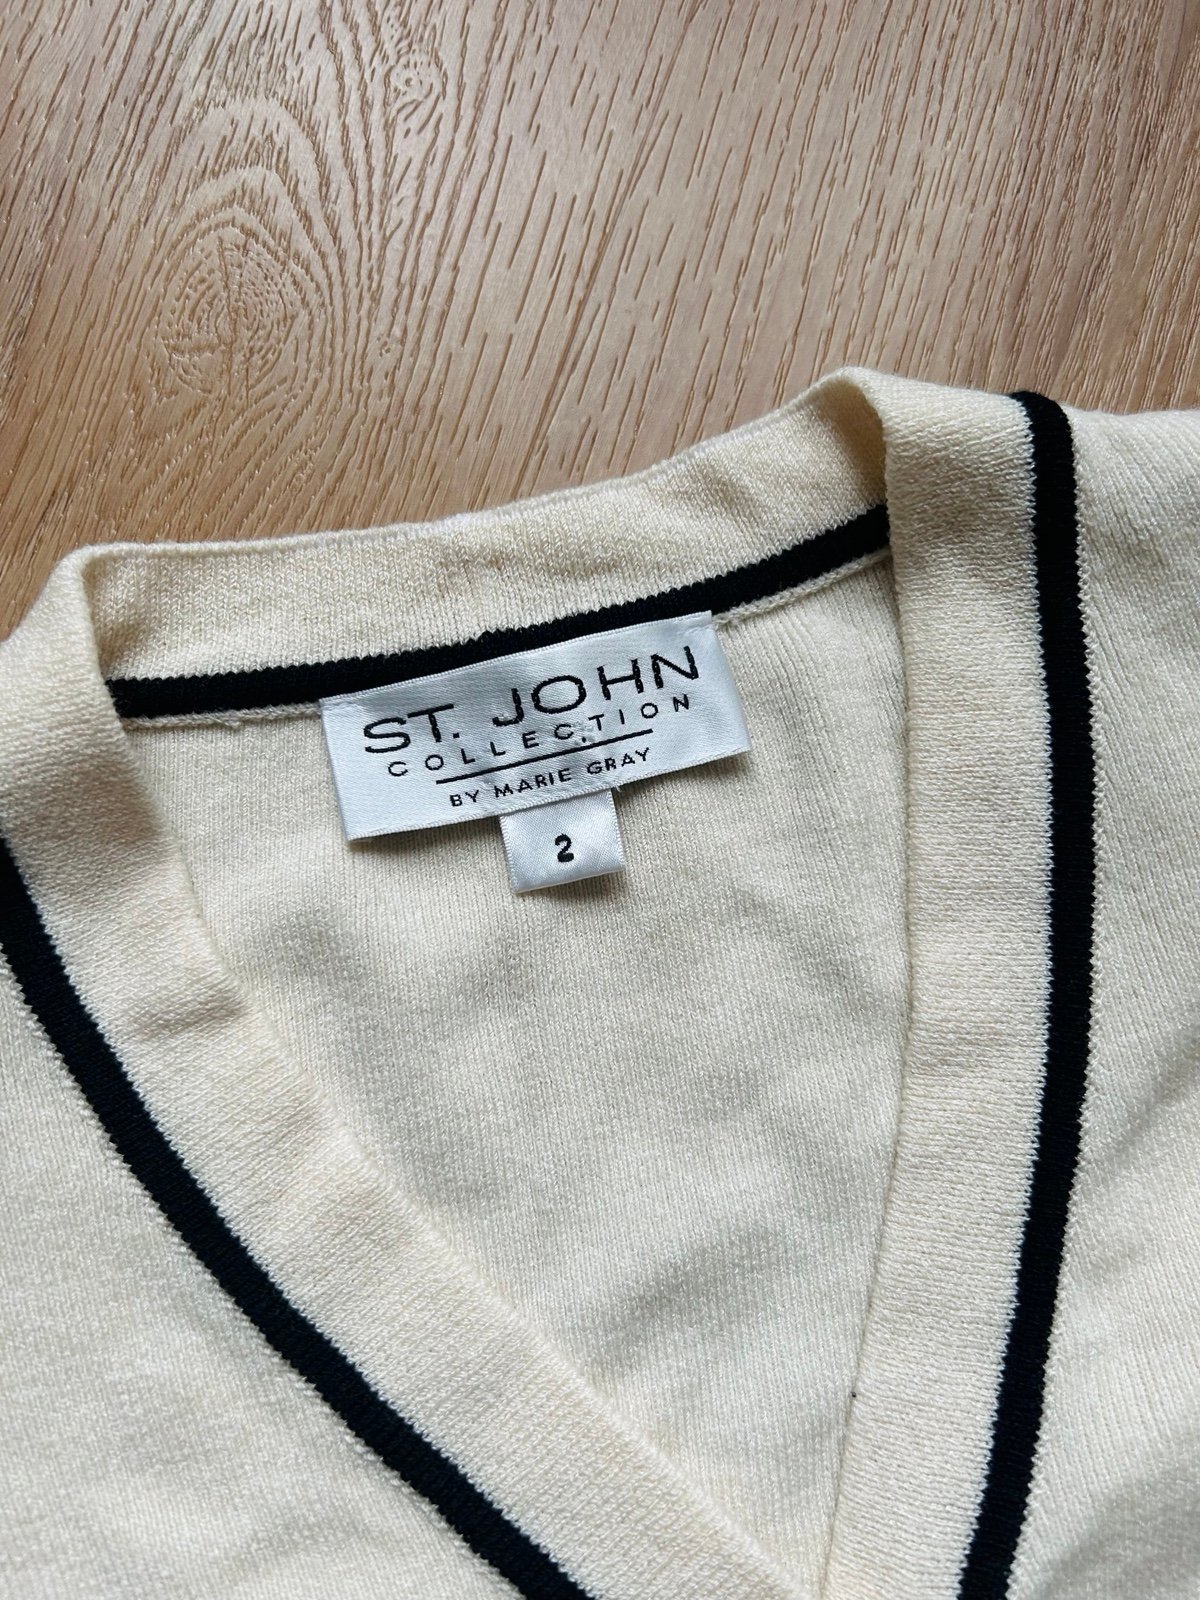 ST. JOHN
COLLECTION
BY MARIE GRAY
2